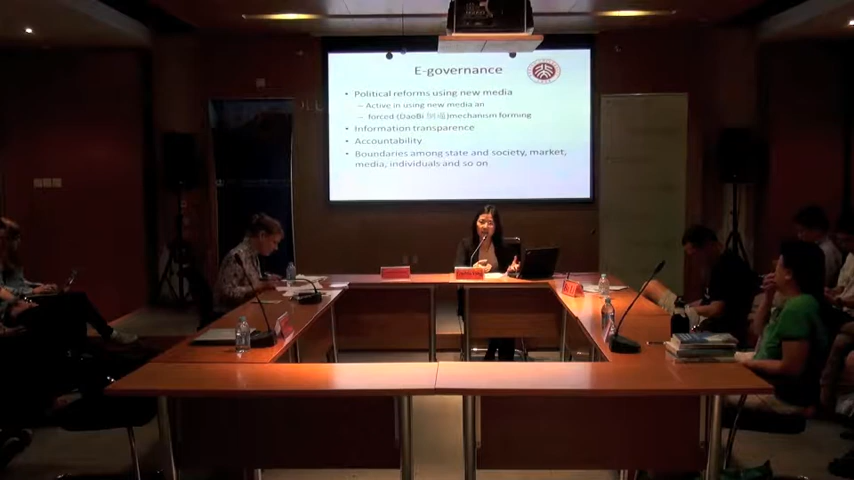 E-governance
• Political reforms using new media
– Active in using new media an
– forced (DaoBi 倒逼)mechanism forming
• Information transparency
• Accountability
• Boundaries among state and society, market,
media, individuals and so on